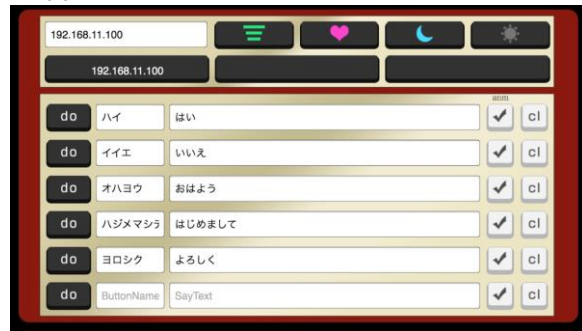 192.168.11.100
192.168.11.100
anm
do ハイ はい cl
do イイエ いいえ cl
do オハヨウ おはよう cl
do ハジメマシテ はじめまして cl
do ヨロシク よろしく cl
do ButtonName SayText cl